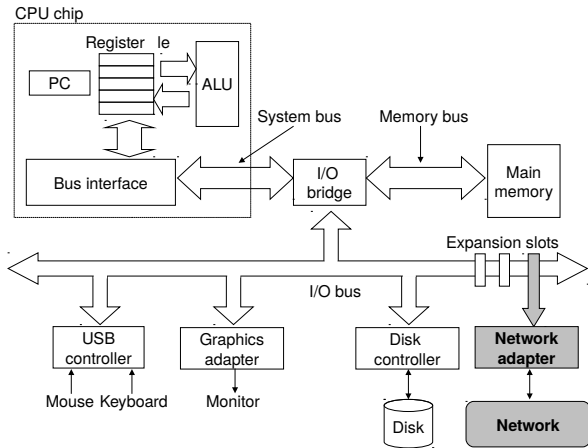 CPU chip
Register le
PC
ALU
System bus
Memory bus
Bus interface
I/O
bridge
Main
memory
Expansion slots
I/O bus
USB
controller
Graphics
adapter
Disk
controller
Network
adapter
Mouse Keyboard
Monitor
Disk
Network